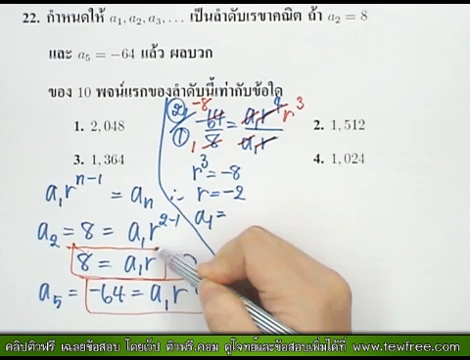 22. กำหนดให้ a₁, a₂, a₃, . . . เป็นลำดับเรขาคณิต ถ้า a₂ = 8
และ a₅ = −64 แล้ว ผลบวก
ของ 10 พจน์แรกของลำดับนี้เท่ากับข้อใด
1. 2,048
2. 1,512
3. 1,364
4. 1,024
a₁rⁿ⁻¹ = aₙ
a₂ = 8 = a₁r²⁻¹
8 = a₁r
a₅ = −64 = a₁r
②/① −8 −64/8 = a₁r⁴/a₁r r³
1
r³ = −8
∴ r = −2
a₁ =
คลิปติวฟรี เฉลยข้อสอบ โดยเว็ป ติวฟรี.คอม ดูโจทย์และข้อสอบเพิ่มได้ที่ www.tewfree.com